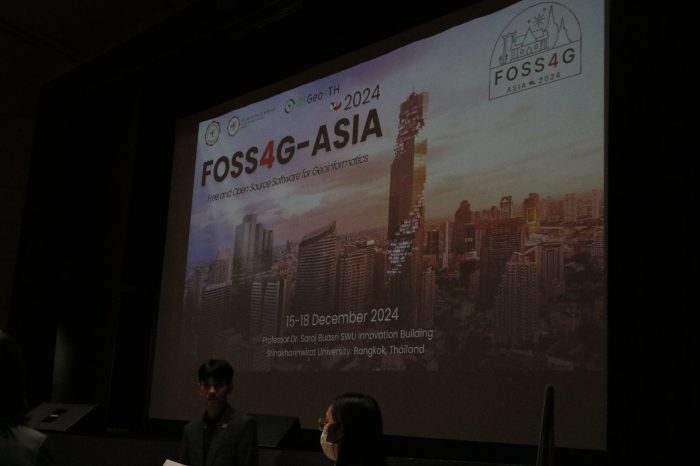 Geo:TH
2024
FOSS4G-ASIA
Free and Open Source Software for Geoinformatics
FOSS4G
ASIA 2024
15-18 December 2024
Professor Dr. Saroj Buasri SWU Innovation Building
Srinakharinwirot University, Bangkok, Thailand